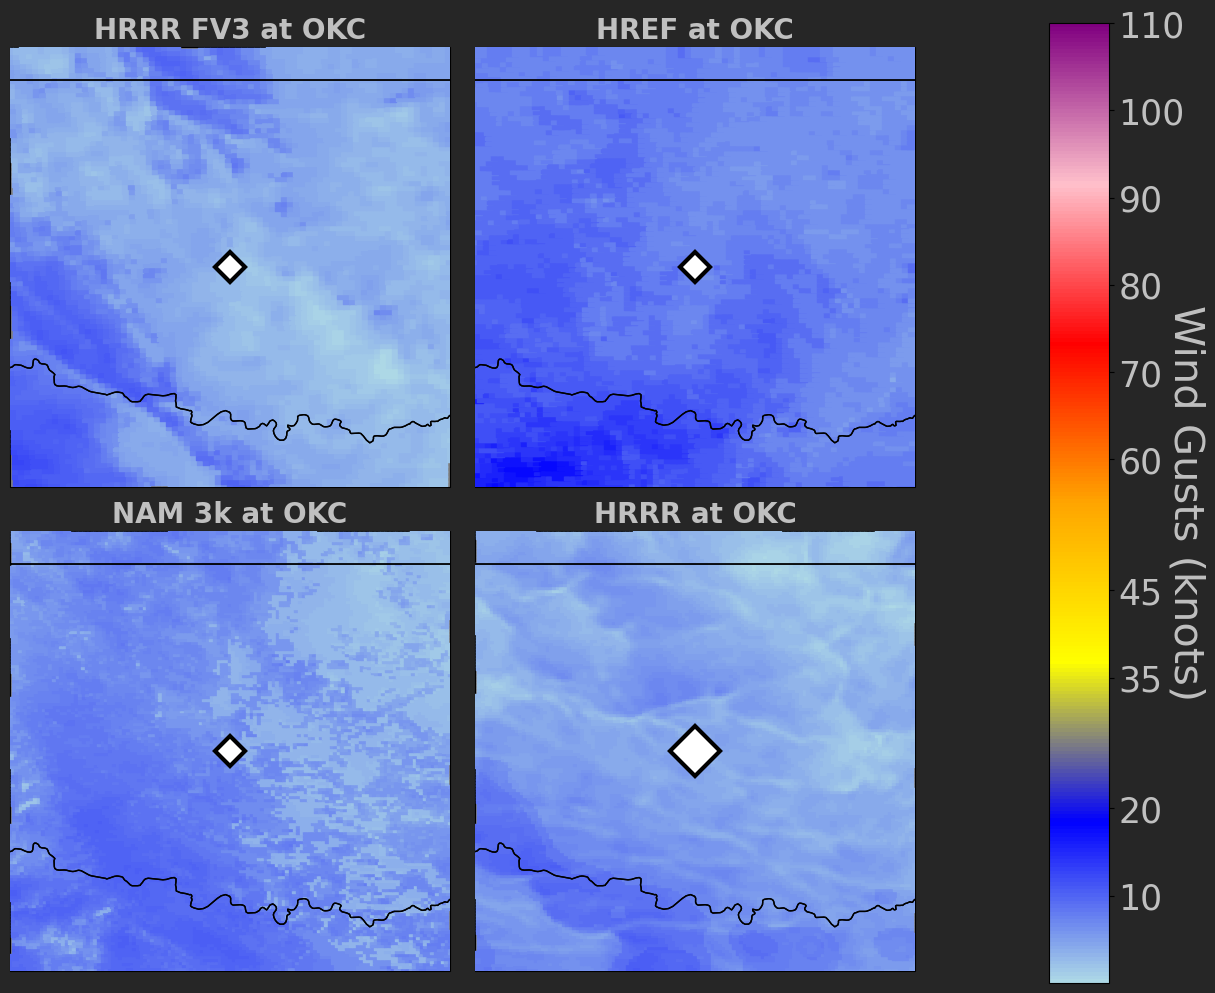 HRRR FV3 at OKC
HREF at OKC
NAM 3k at OKC
HRRR at OKC
110
100
90
80
70
60
45
35
20
10
Wind Gusts (knots)